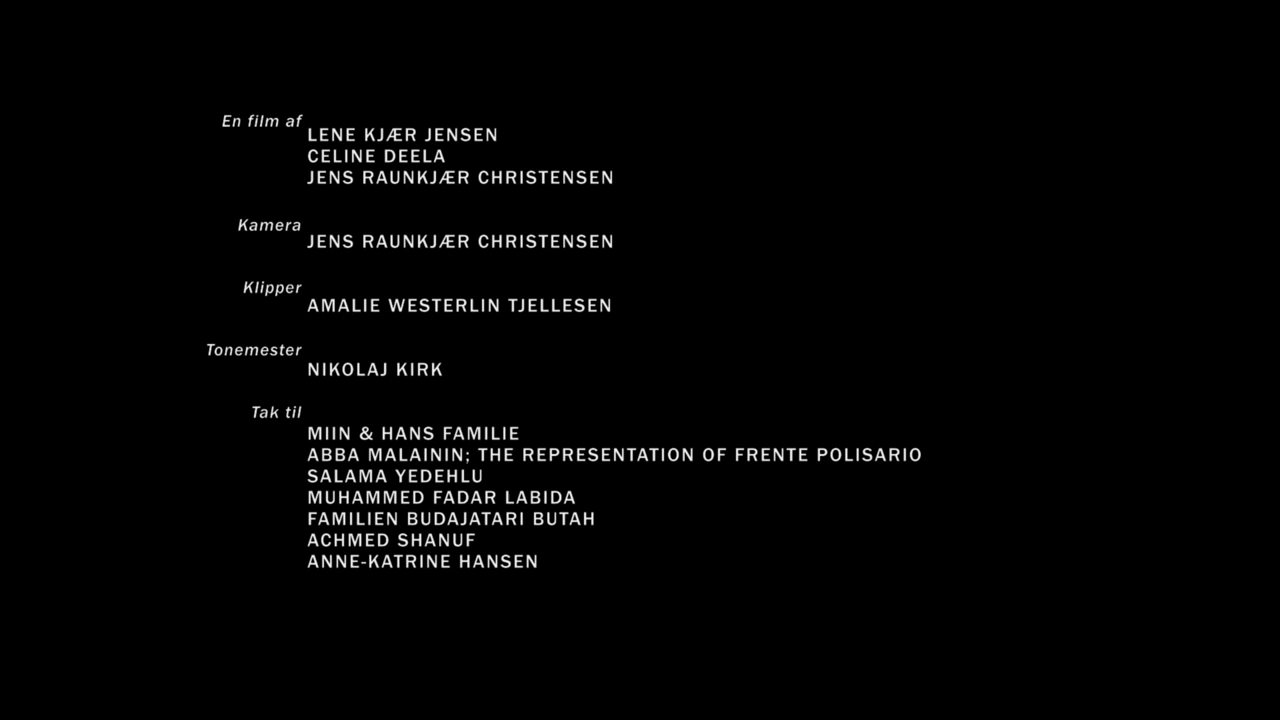 En film af
LENE KJÆR JENSEN
CELINE DEELA
JENS RAUNKJÆR CHRISTENSEN
Kamera
JENS RAUNKJÆR CHRISTENSEN
Klipper
AMALIE WESTERLIN TJELLESEN
Tonemester
NIKOLAJ KIRK
Tak til
MIIN & HANS FAMILIE
ABBA MALAININ; THE REPRESENTATION OF FRENTE POLISARIO
SALAMA YEDEHLU
MUHAMMED FADAR LABIDA
FAMILIEN BUDAJATARI BUTAH
ACHMED SHANUF
ANNE-KATRINE HANSEN